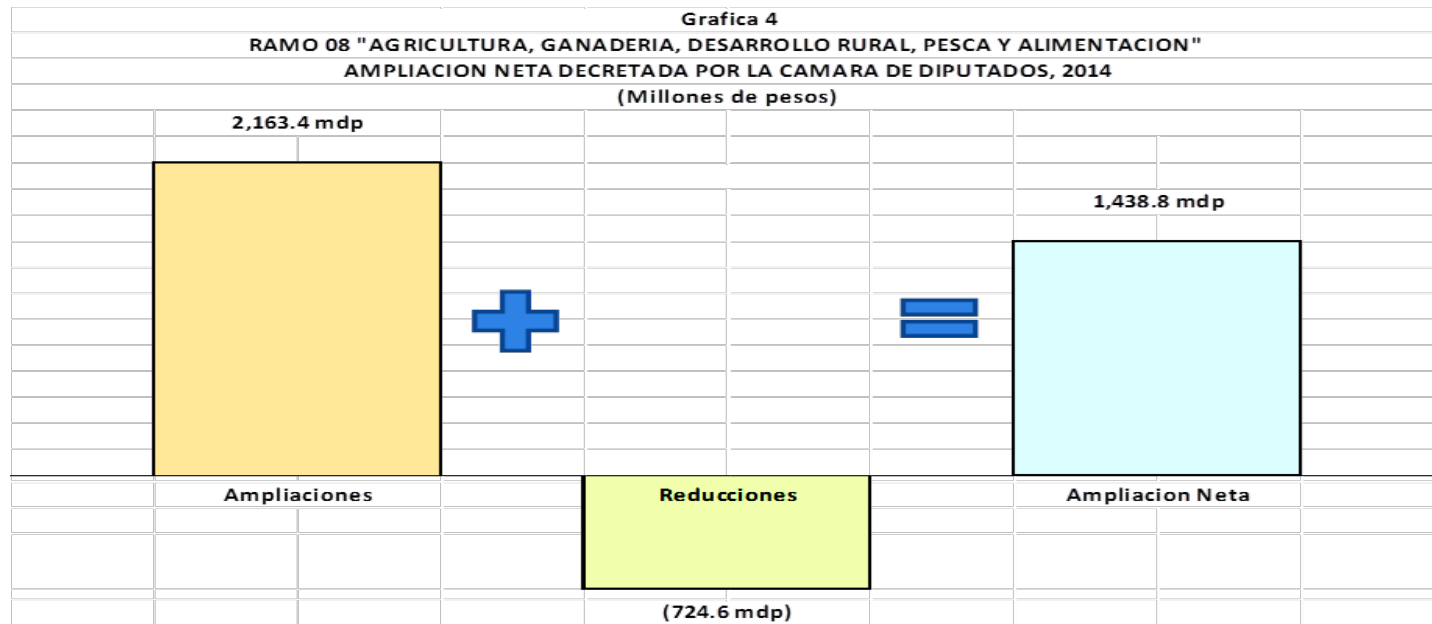 Grafica 4
RAMO 08 "AGRICULTURA, GANADERIA, DESARROLLO RURAL, PESCA Y ALIMENTACION"
AMPLIACION NETA DECRETADA POR LA CAMARA DE DIPUTADOS, 2014
(Millones de pesos)
2,163.4 mdp
1,438.8 mdp
Ampliaciones
Reducciones
Ampliacion Neta
(724.6 mdp)